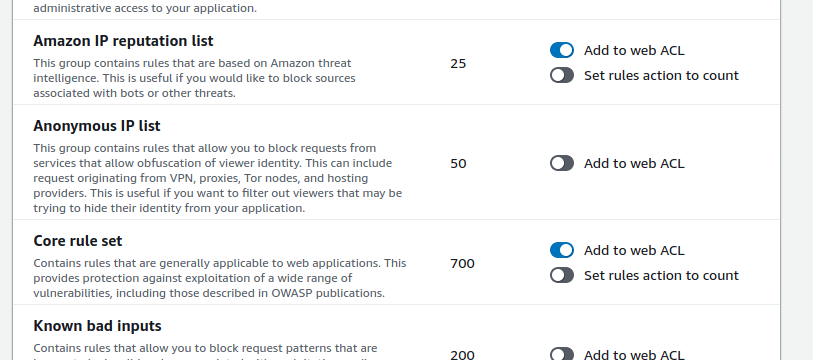 administrative access to your application.
Amazon IP reputation list
This group contains rules that are based on Amazon threat
intelligence. This is useful if you would like to block sources
associated with bots or other threats.
25
Add to web ACL
Set rules action to count
Anonymous IP list
This group contains rules that allow you to block requests from
services that allow obfuscation of viewer identity. This can include
request originating from VPN, proxies, Tor nodes, and hosting
providers. This is useful if you want to filter out viewers that may be
trying to hide their identity from your application.
50
Add to web ACL
Core rule set
Contains rules that are generally applicable to web applications. This
provides protection against exploitation of a wide range of
vulnerabilities, including those described in OWASP publications.
700
Add to web ACL
Set rules action to count
Known bad inputs
Contains rules that allow you to block request patterns that are
200
Add to web ACL